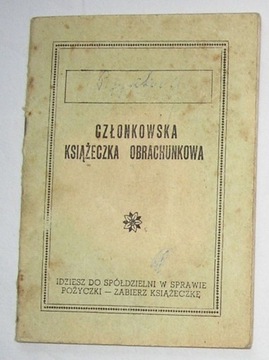 CZŁONKOWSKA
KSIĄŻECZKA OBRACHUNKOWA
IDZIESZ DO SPÓŁDZIELNI W SPRAWIE
POŻYCZKI — ZABIERZ KSIĄŻECZKĘ